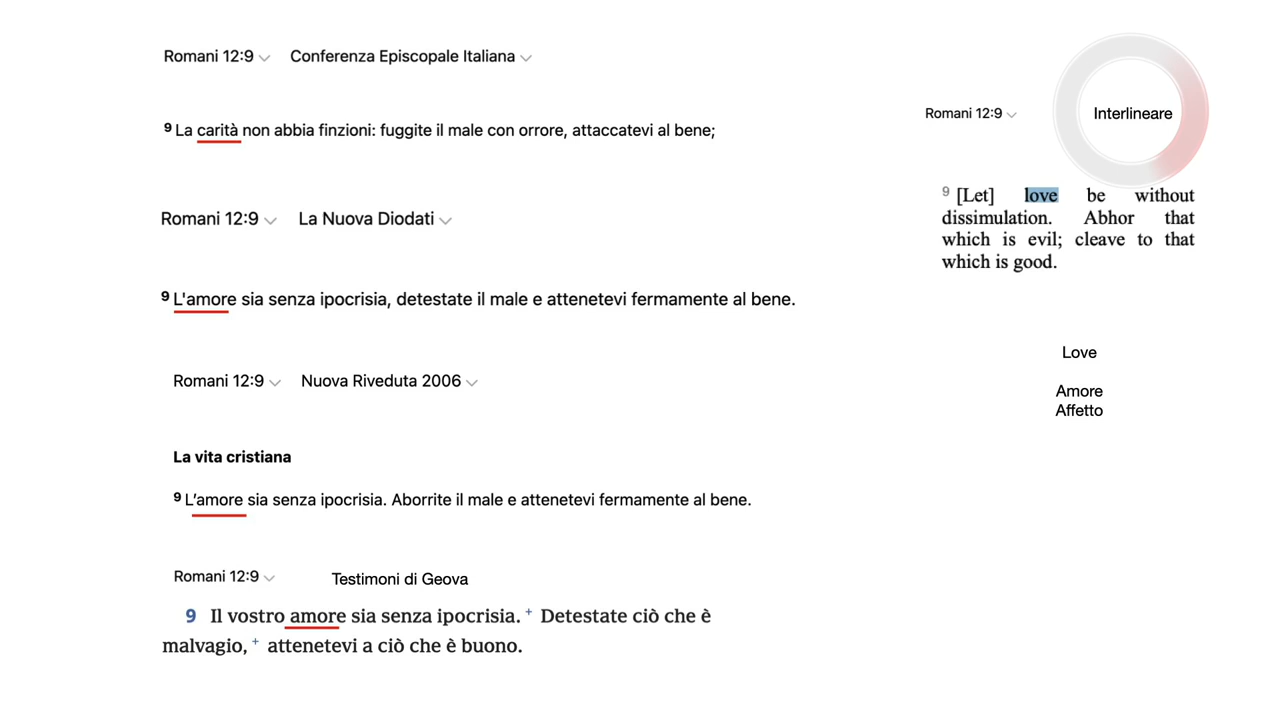 Romani 12:9 Conferenza Episcopale Italiana
9 La carità non abbia finzioni: fuggite il male con orrore, attaccatevi al bene;
Romani 12:9 La Nuova Diodati
9 L'amore sia senza ipocrisia, detestate il male e attenetevi fermamente al bene.
Romani 12:9 Nuova Riveduta 2006
La vita cristiana
9 L’amore sia senza ipocrisia. Aborrite il male e attenetevi fermamente al bene.
Romani 12:9 Testimoni di Geova
9 Il vostro amore sia senza ipocrisia. + Detestate ciò che è
malvagio, + attenetevi a ciò che è buono.
Romani 12:9 Interlineare
9 [Let] love be without
dissimulation. Abhor that
which is evil; cleave to that
which is good.
Love
Amore
Affetto